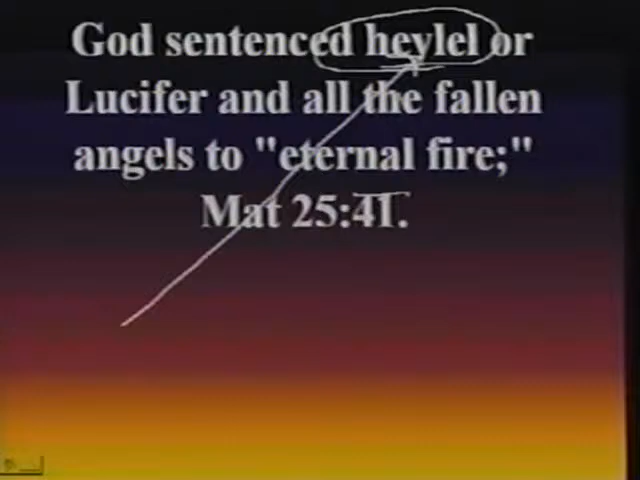 God sentenced heylel or
Lucifer and all the fallen
angels to "eternal fire;"
Mat 25:41.